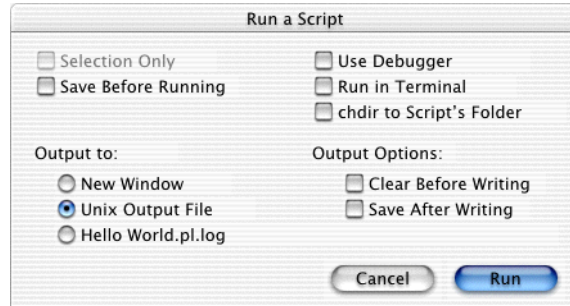 Run a Script
Selection Only
Save Before Running
Use Debugger
Run in Terminal
chdir to Script's Folder
Output to:
New Window
Unix Output File
Hello World.pl.log
Output Options:
Clear Before Writing
Save After Writing
Cancel
Run